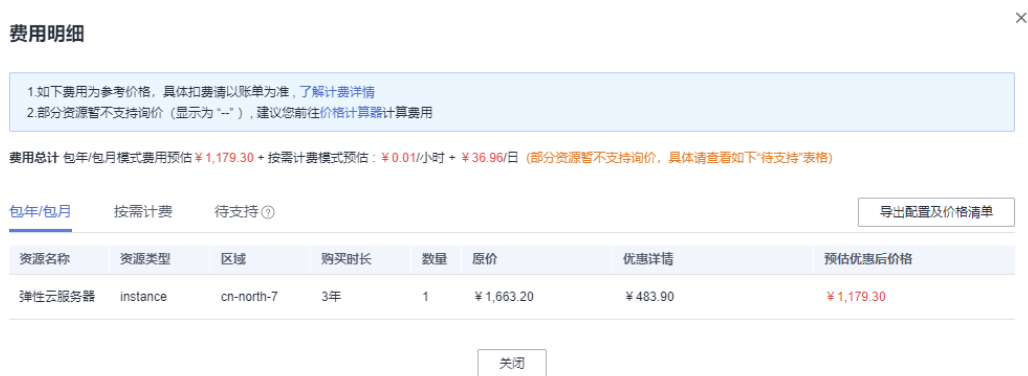 费用明细
1.如下费用为参考价格，具体扣费请以账单为准 , 了解计费详情
2.部分资源暂不支持询价（显示为 "--" ）, 建议您前往价格计算器计算费用
费用总计 包年/包月模式费用预估 ¥ 1,179.30 + 按需计费模式预估 : ¥ 0.01/小时 + ¥ 36.96/日 (部分资源暂不支持询价，具体请查看如下"待支持"表格)
包年/包月 按需计费 待支持 ? 导出配置及价格清单
资源名称 资源类型 区域 购买时长 数量 原价 优惠详情 预估优惠后价格
弹性云服务器 instance cn-north-7 3年 1 ¥ 1,663.20 ¥ 483.90 ¥ 1,179.30
关闭